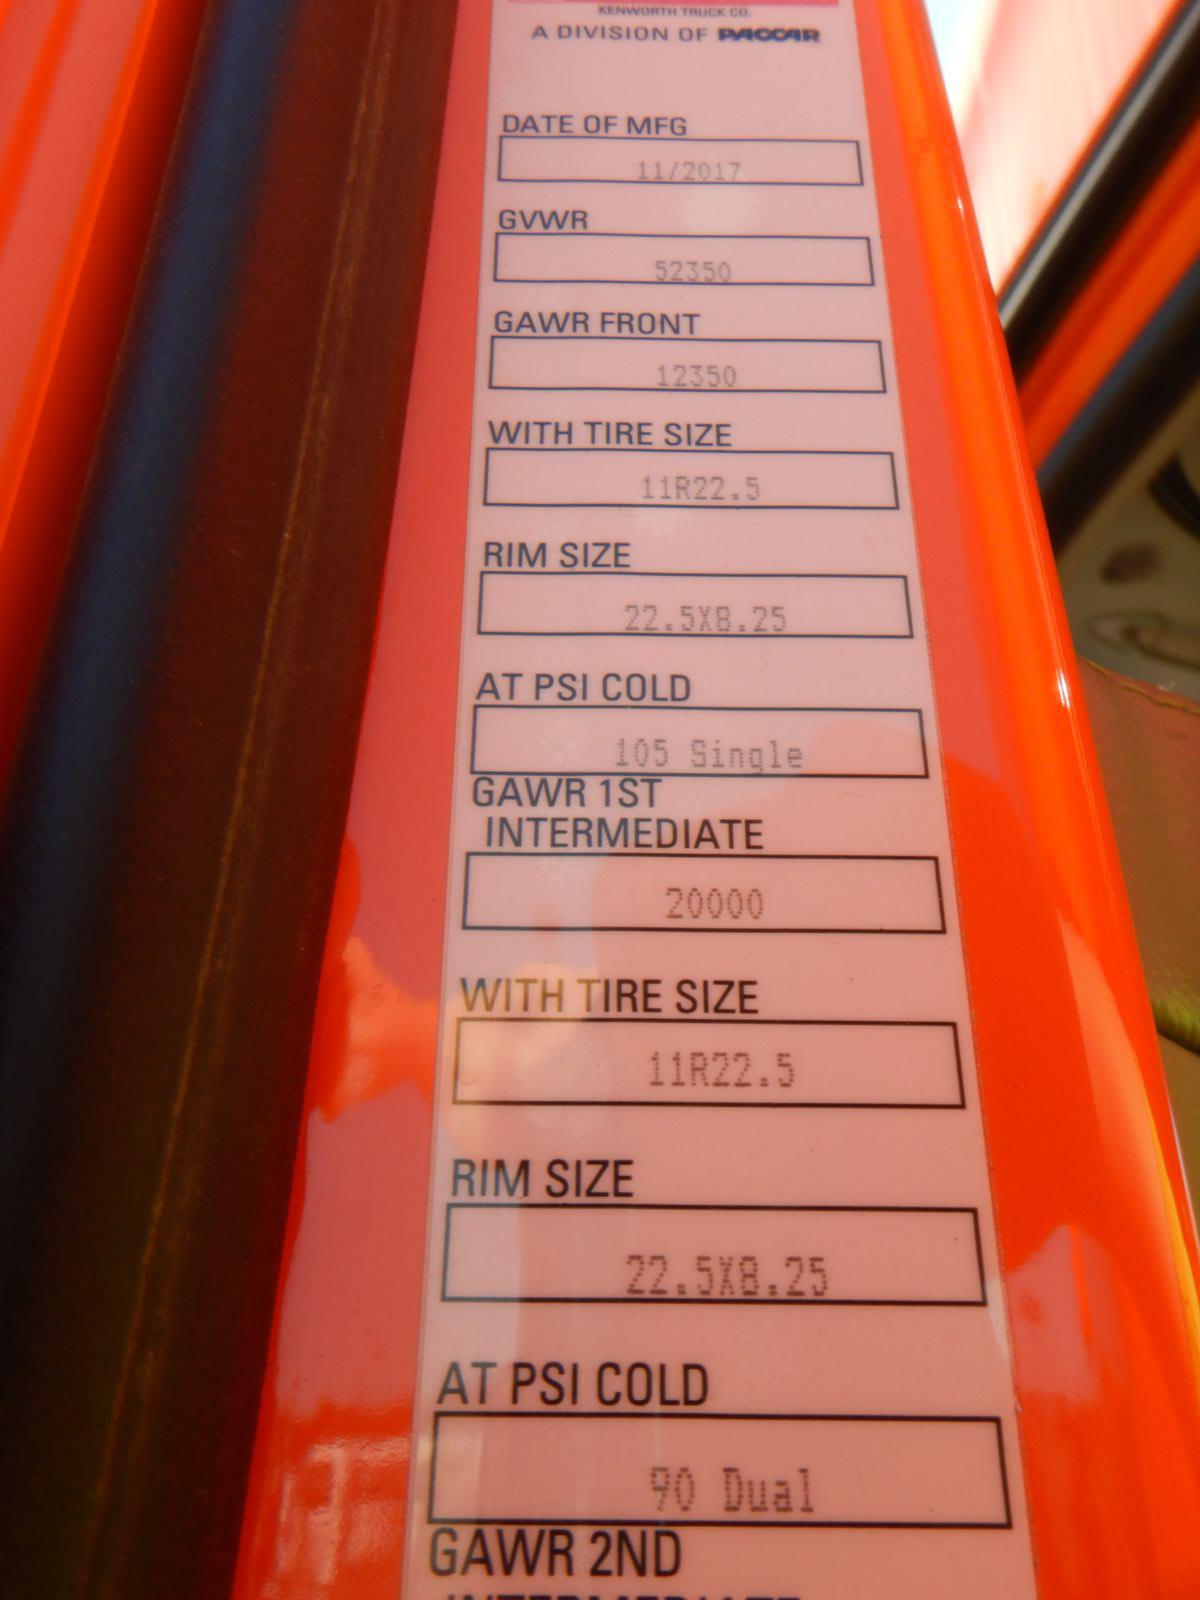 KENWORTH TRUCK CO.
A DIVISION OF PACCAR
DATE OF MFG
11/2017
GVWR
52350
GAWR FRONT
12350
WITH TIRE SIZE
11R22.5
RIM SIZE
22.5X8.25
AT PSI COLD
105 Single
GAWR 1ST
INTERMEDIATE
20000
WITH TIRE SIZE
11R22.5
RIM SIZE
22.5X8.25
AT PSI COLD
90 Dual
GAWR 2ND